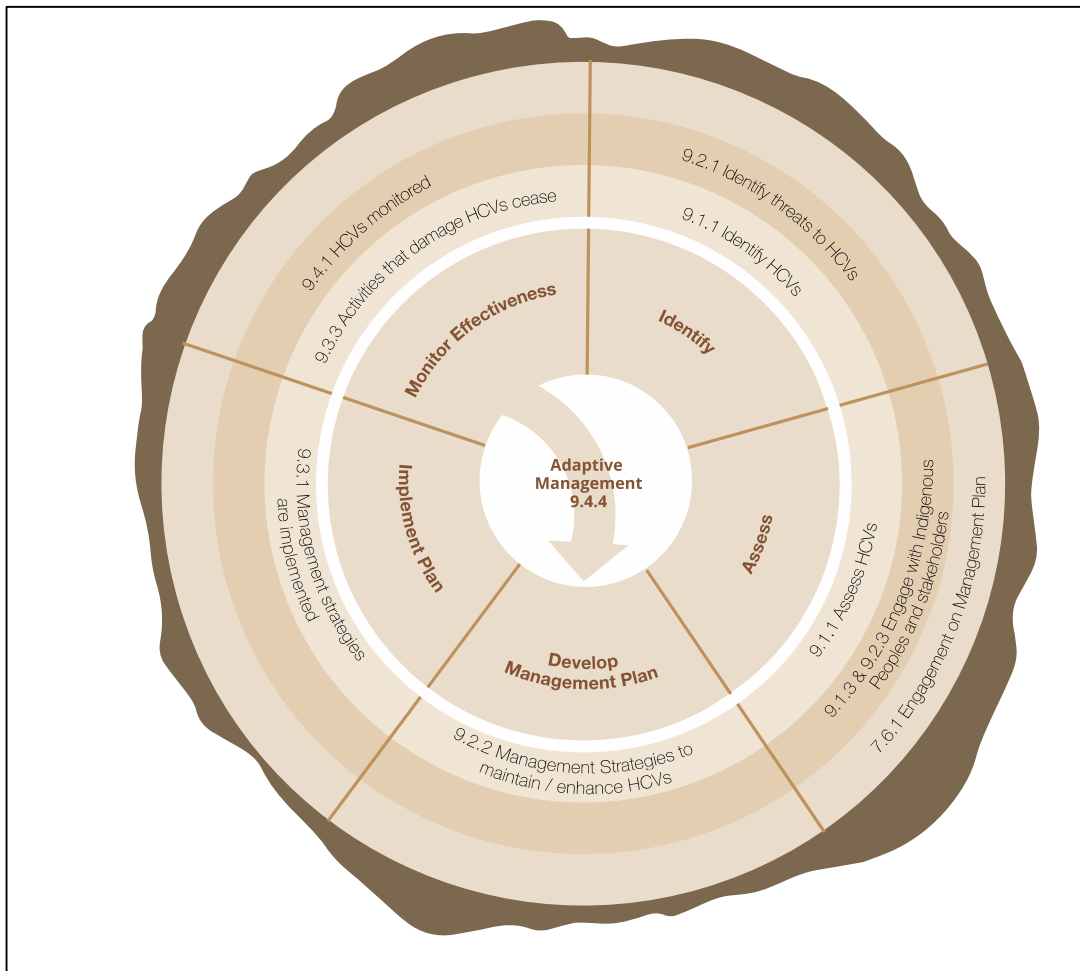 9.2.1 Identify threats to HCVs
9.1.1 Identify HCVs
Identify
9.1.1 Assess HCVs
9.1.3 & 9.2.3 Engage with Indigenous
Peoples and stakeholders
7.6.1 Engagement on Management Plan
Assess
Develop
Management Plan
9.2.2 Management Strategies to
maintain / enhance HCVs
Implement Plan
9.3.1 Management strategies
are implemented
Monitor Effectiveness
9.3.3 Activities that damage HCVs cease
9.4.1 HCVs monitored
Adaptive
Management
9.4.4